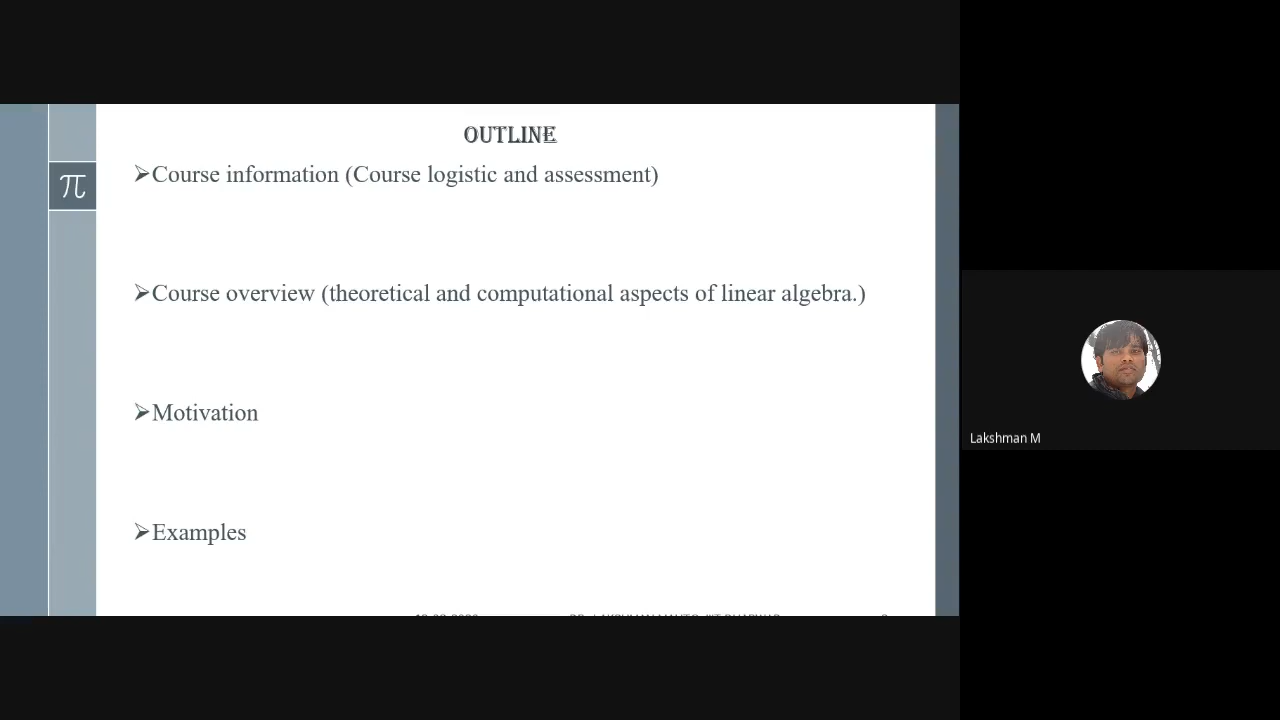 OUTLINE
➢Course information (Course logistic and assessment)
π
➢Course overview (theoretical and computational aspects of linear algebra.)
➢Motivation
➢Examples
Lakshman M